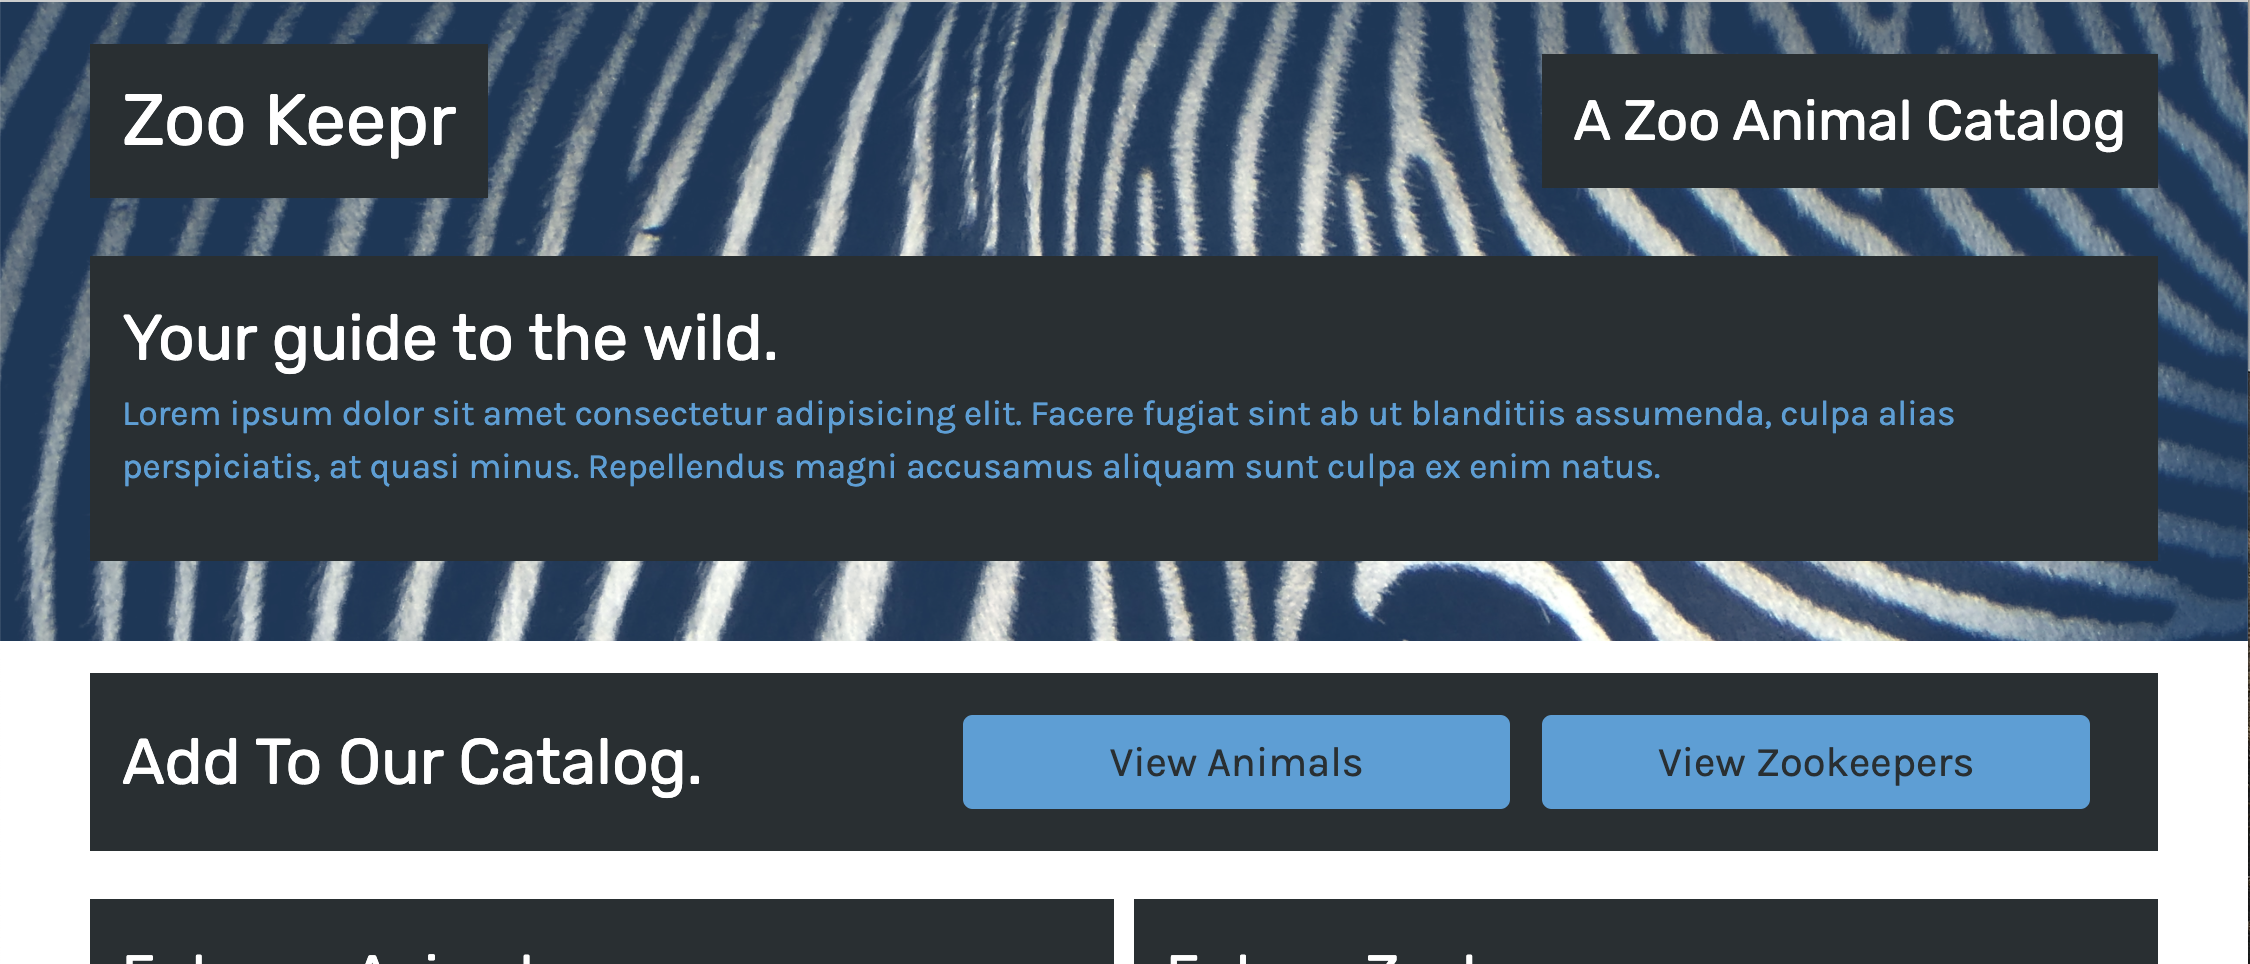 Zoo Keepr
A Zoo Animal Catalog
Your guide to the wild.
Lorem ipsum dolor sit amet consectetur adipisicing elit. Facere fugiat sint ab ut blanditiis assumenda, culpa alias
perspiciatis, at quasi minus. Repellendus magni accusamus aliquam sunt culpa ex enim natus.
Add To Our Catalog.
View Animals
View Zookeepers